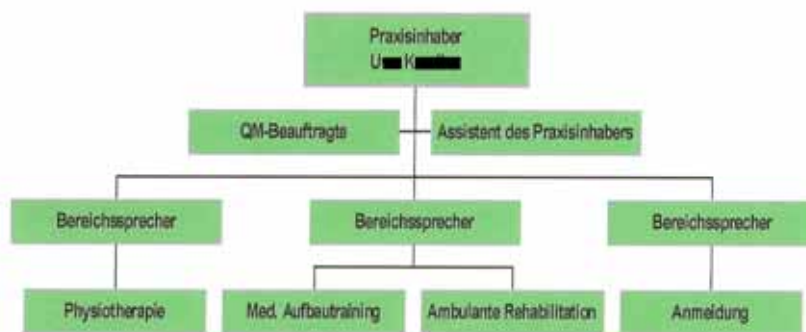 Praxisinhaber
QM-Beauftragte
Assistent des Praxisinhabers
Bereichssprecher
Bereichssprecher
Bereichssprecher
Physiotherapie
Med. Aufbautraining
Ambulante Rehabilitation
Anmeldung